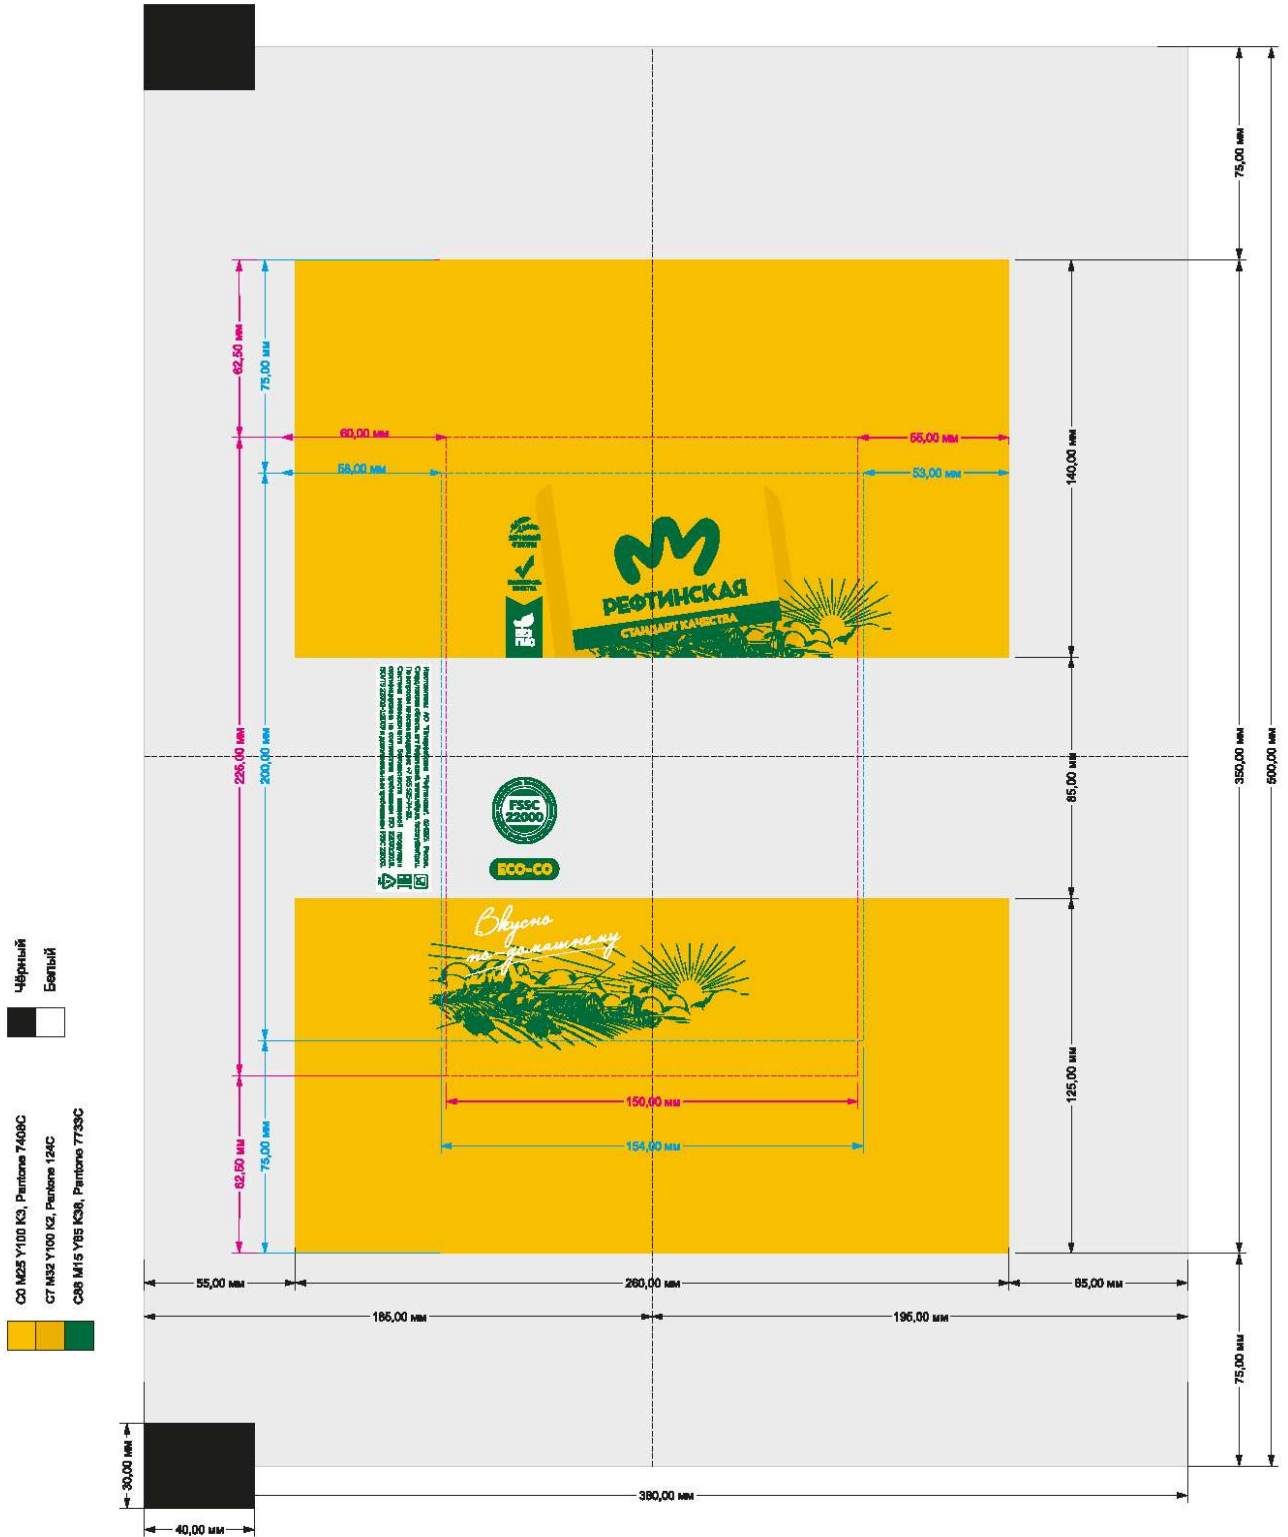 75,00 мм
350,00 мм
500,00 мм
75,00 мм
62,50 мм
75,00 мм
60,00 мм
58,00 мм
55,00 мм
53,00 мм
140,00 мм
РЕФТИНСКАЯ
СТАНДАРТ КАЧЕСТВА
БЕЗ
ГМО
225,00 мм
200,00 мм
85,00 мм
FSSC
22000
ECO-CO
Вкусно
по-домашнему
125,00 мм
150,00 мм
154,00 мм
62,50 мм
75,00 мм
55,00 мм
260,00 мм
65,00 мм
185,00 мм
195,00 мм
30,00 мм
40,00 мм
380,00 мм
Чёрный
Белый
C0 M25 Y100 K3, Pantone 7408C
C7 M32 Y100 K2, Pantone 124C
C88 M15 Y85 K38, Pantone 7733C